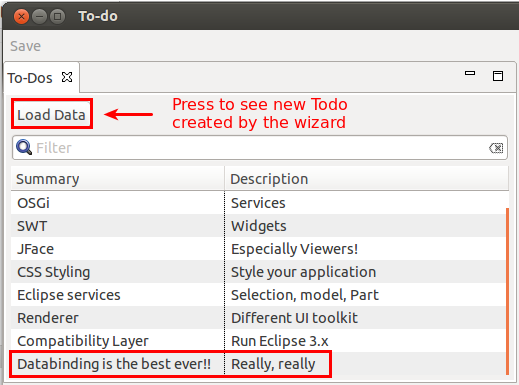 To-do
Save
To-Dos
Load Data
Press to see new Todo
created by the wizard
Filter
Summary Description
OSGi Services
SWT Widgets
JFace Especially Viewers!
CSS Styling Style your application
Eclipse services Selection, model, Part
Renderer Different UI toolkit
Compatibility Layer Run Eclipse 3.x
Databinding is the best ever!! Really, really